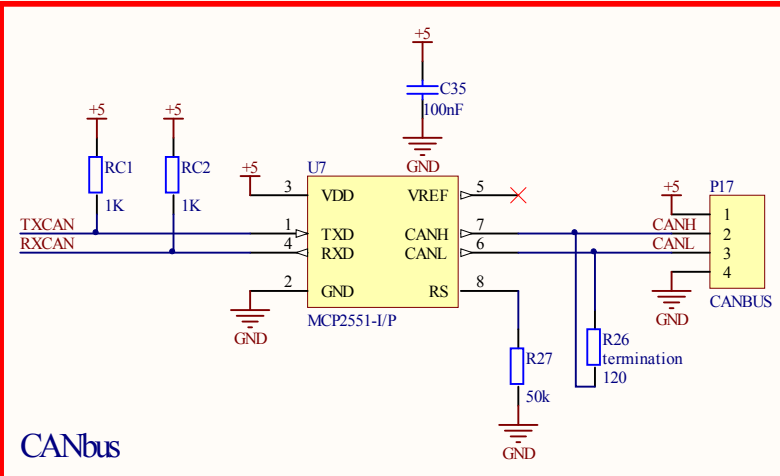 +5
C35
100nF
GND
+5
+5
RC1
RC2
1K
1K
U7
+5
3
VDD
VREF
5
TXCAN
1
TXD
CANH
7
RXCAN
4
RXD
CANL
6
2
GND
RS
8
GND
MCP2551-I/P
P17
+5
1
CANH
2
CANL
3
4
GND
CANBUS
R27
50k
GND
R26
termination
120
CANbus